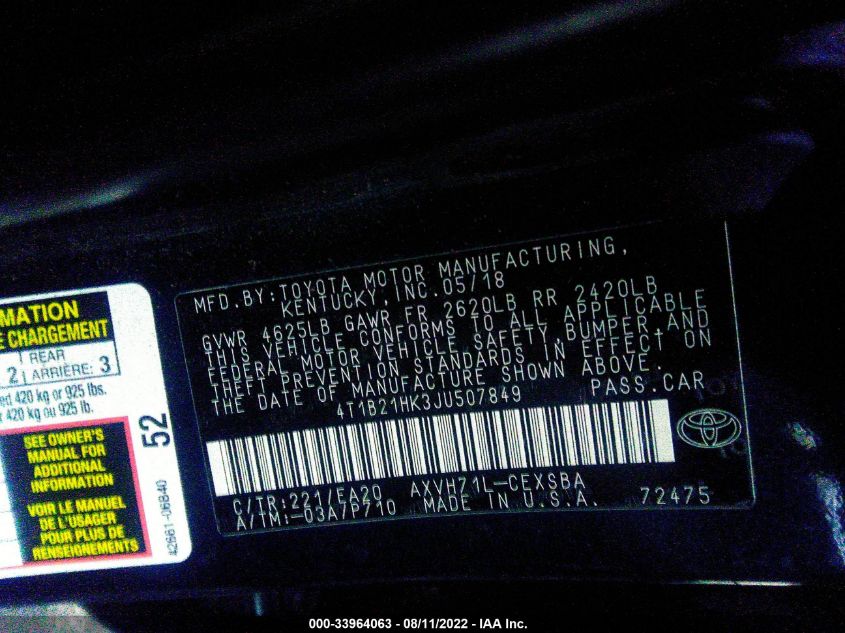 MATION
E CHARGEMENT
REAR
2 ARRIÈRE: 3
ed 420 kg or 925 lbs.
420 kg ou 925 lb.
SEE OWNER'S
MANUAL FOR
ADDITIONAL
INFORMATION
VOIR LE MANUEL
DE L'USAGER
POUR PLUS DE
RENSEIGNEMENTS
52
42661-06B40
MFD.BY:TOYOTA MOTOR MANUFACTURING,
KENTUCKY,INC.05/18
GVWR 4625LB GAWR FR 2620LB RR 2420LB
THIS VEHICLE CONFORMS TO ALL APPLICABLE
FEDERAL MOTOR VEHICLE SAFETY,BUMPER,AND
THEFT PREVENTION STANDARDS IN EFFECT ON
THE DATE OF MANUFACTURE SHOWN ABOVE.
4T1B21HK3JU507849 PASS.CAR
C/TR:221/EA20 AXVH71L-CEXSBA
A/TM:-03A/P710 MADE IN U.S.A. 72475
000-33964063 - 08/11/2022 - IAA Inc.